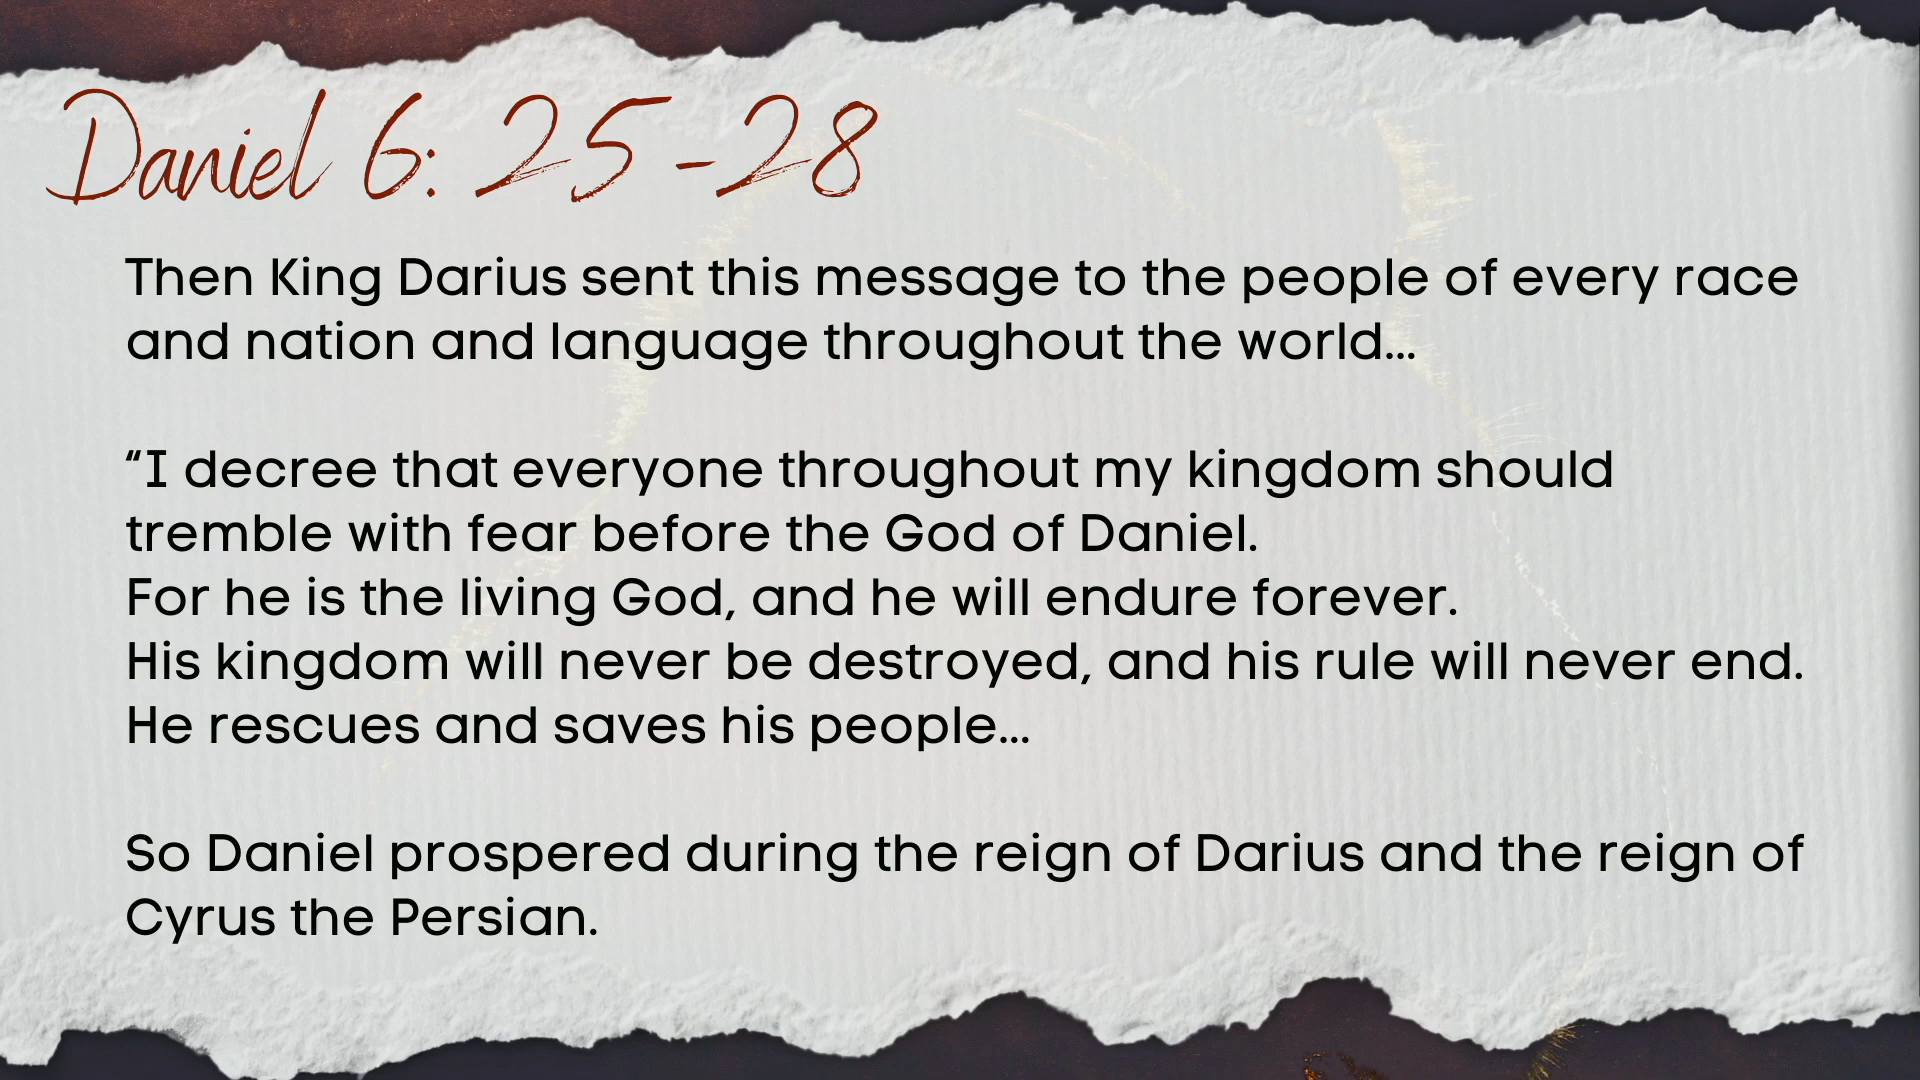 Daniel 6: 25-28
Then King Darius sent this message to the people of every race
and nation and language throughout the world...
“I decree that everyone throughout my kingdom should
tremble with fear before the God of Daniel.
For he is the living God, and he will endure forever.
His kingdom will never be destroyed, and his rule will never end.
He rescues and saves his people...
So Daniel prospered during the reign of Darius and the reign of
Cyrus the Persian.